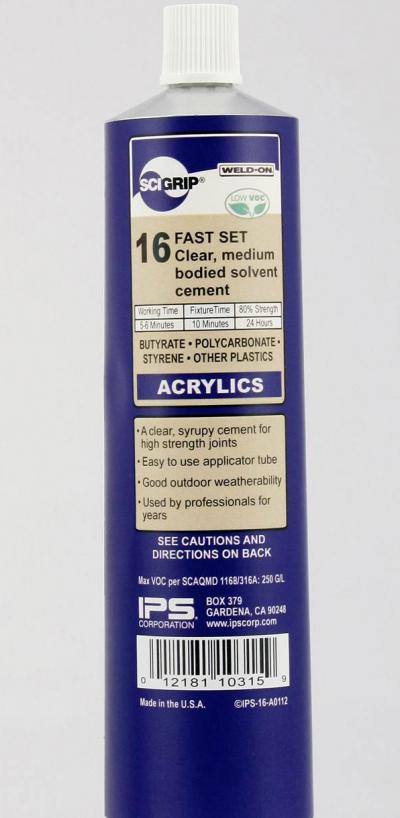 SCIGRIP®
WELD-ON®
LOW VOC
16 FAST SET
Clear, medium
bodied solvent
cement
Working Time FixtureTime 80% Strength
5-6 Minutes 10 Minutes 24 Hours
BUTYRATE • POLYCARBONATE •
STYRENE • OTHER PLASTICS
ACRYLICS
• A clear, syrupy cement for
high strength joints
• Easy to use applicator tube
• Good outdoor weatherability
• Used by professionals for
years
SEE CAUTIONS AND
DIRECTIONS ON BACK
Max VOC per SCAQMD 1168/316A: 250 G/L
IPS®
CORPORATION
BOX 379
GARDENA, CA 90248
www.ipscorp.com
0 12181 10315 9
Made in the U.S.A. ©IPS-16-A0112